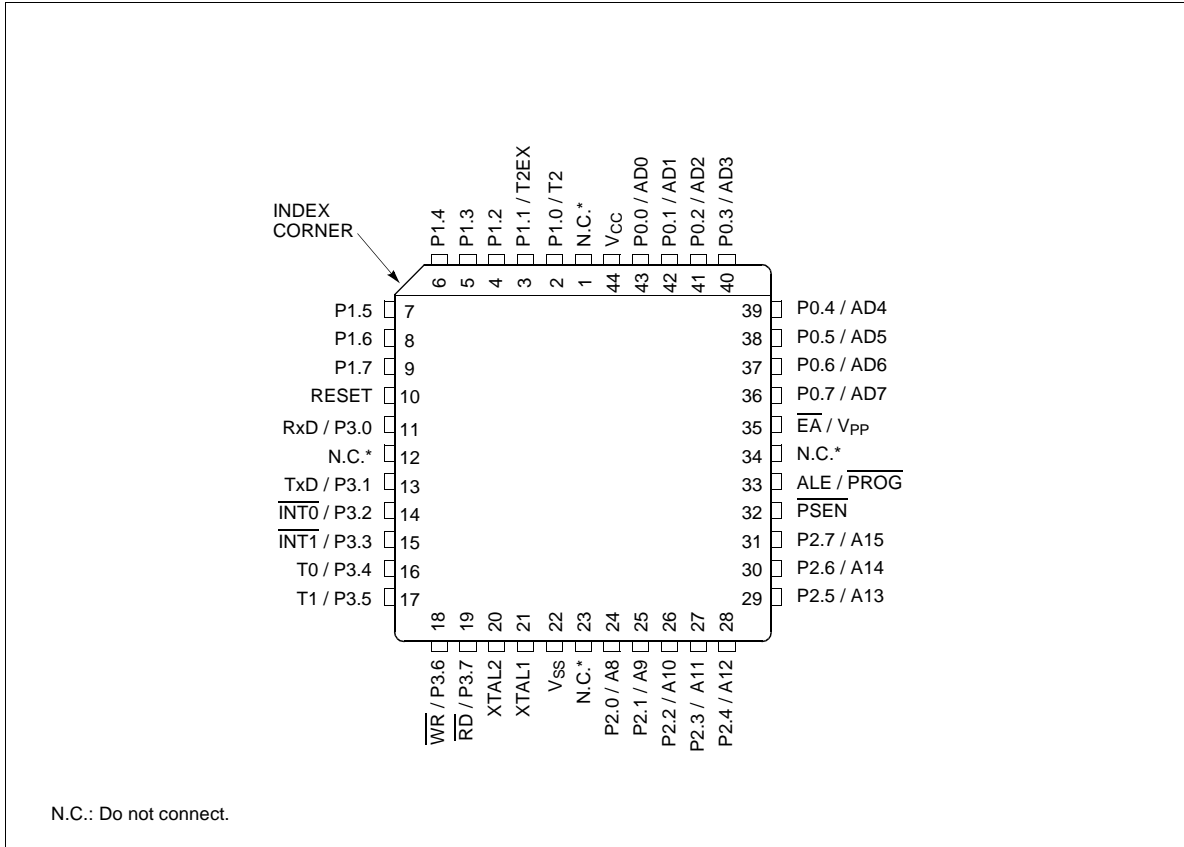 INDEX
CORNER
P1.4
P1.3
P1.2
P1.1 / T2EX
P1.0 / T2
N.C.*
VCC
P0.0 / AD0
P0.1 / AD1
P0.2 / AD2
P0.3 / AD3
6
5
4
3
2
1
44
43
42
41
40
P1.5 7
P1.6 8
P1.7 9
RESET 10
RxD / P3.0 11
N.C.* 12
TxD / P3.1 13
I̅N̅T̅0̅ / P3.2 14
I̅N̅T̅1̅ / P3.3 15
T0 / P3.4 16
T1 / P3.5 17
39 P0.4 / AD4
38 P0.5 / AD5
37 P0.6 / AD6
36 P0.7 / AD7
35 E̅A̅ / VPP
34 N.C.*
33 ALE / P̅R̅O̅G̅
32 P̅S̅E̅N̅
31 P2.7 / A15
30 P2.6 / A14
29 P2.5 / A13
18
19
20
21
22
23
24
25
26
27
28
W̅R̅ / P3.6
R̅D̅ / P3.7
XTAL2
XTAL1
VSS
N.C.*
P2.0 / A8
P2.1 / A9
P2.2 / A10
P2.3 / A11
P2.4 / A12
N.C.: Do not connect.